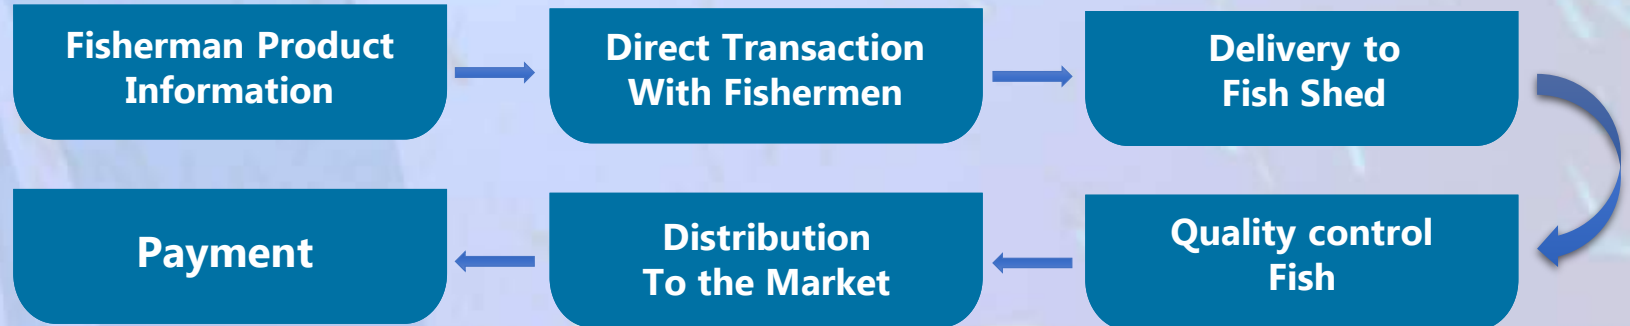 Fisherman Product
Information
Direct Transaction
With Fishermen
Delivery to
Fish Shed
Quality control
Fish
Distribution
To the Market
Payment